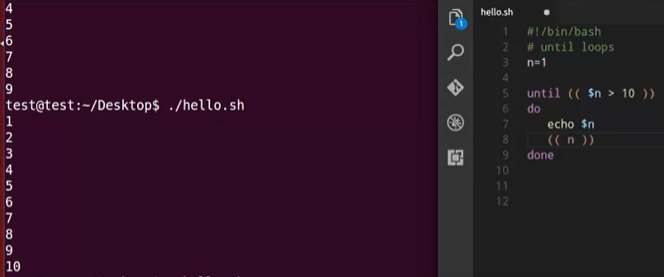 4
5
6
7
8
9
test@test:~/Desktop$ ./hello.sh
1
2
3
4
5
6
7
8
9
10
1
hello.sh
1 #!/bin/bash
2 # until loops
3 n=1
4
5 until (( $n > 10 ))
6 do
7 echo $n
8 (( n ))
9 done
10
11
12